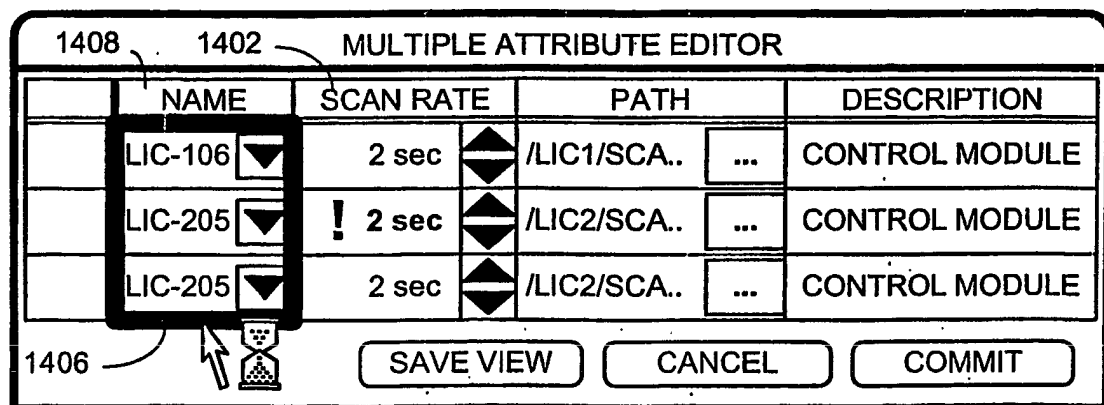 1408 1402 MULTIPLE ATTRIBUTE EDITOR
NAME SCAN RATE PATH DESCRIPTION
LIC-106 2 sec /LIC1/SCA.. ... CONTROL MODULE
LIC-205 ! 2 sec /LIC2/SCA.. ... CONTROL MODULE
LIC-205 2 sec /LIC2/SCA.. ... CONTROL MODULE
1406 SAVE VIEW CANCEL COMMIT